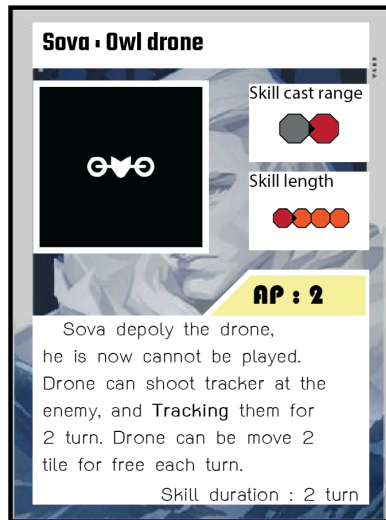 Sova : Owl drone
Skill cast range
Skill length
AP : 2
Sova depoly the drone,
he is now cannot be played.
Drone can shoot tracker at the
enemy, and Tracking them for
2 turn. Drone can be move 2
tile for free each turn.
Skill duration : 2 turn